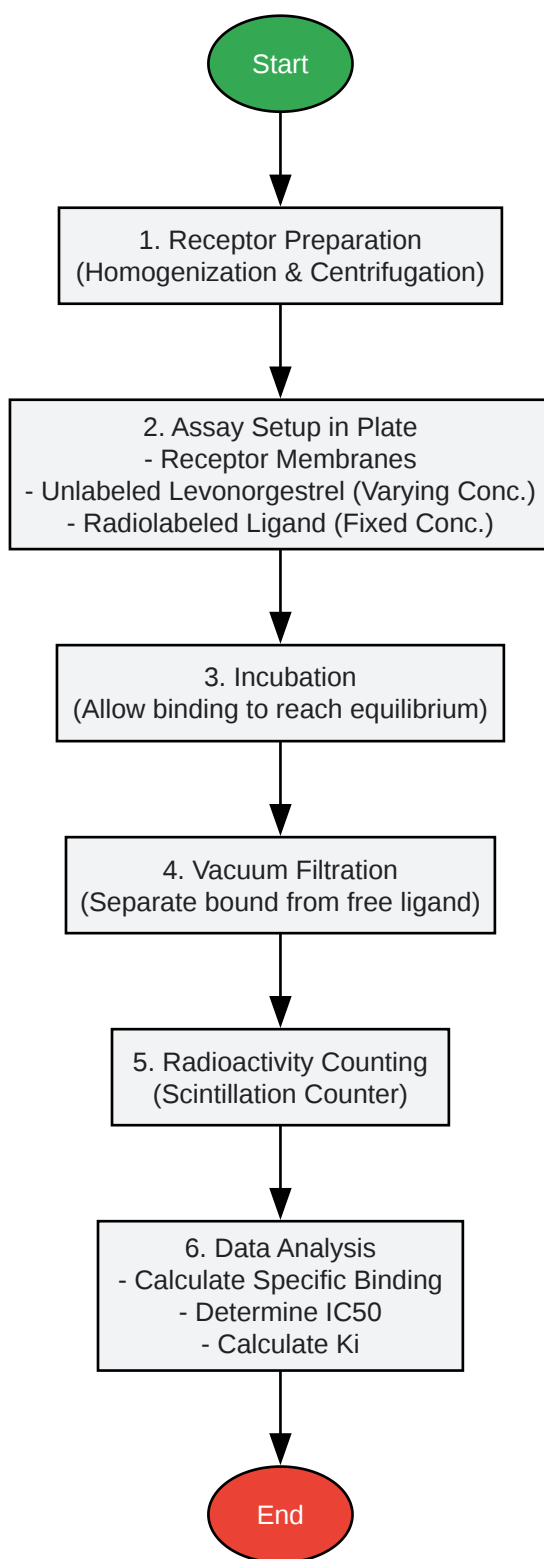 Start
1. Receptor Preparation
(Homogenization & Centrifugation)
2. Assay Setup in Plate
- Receptor Membranes
- Unlabeled Levonorgestrel (Varying Conc.)
- Radiolabeled Ligand (Fixed Conc.)
3. Incubation
(Allow binding to reach equilibrium)
4. Vacuum Filtration
(Separate bound from free ligand)
5. Radioactivity Counting
(Scintillation Counter)
6. Data Analysis
- Calculate Specific Binding
- Determine IC50
- Calculate Ki
End